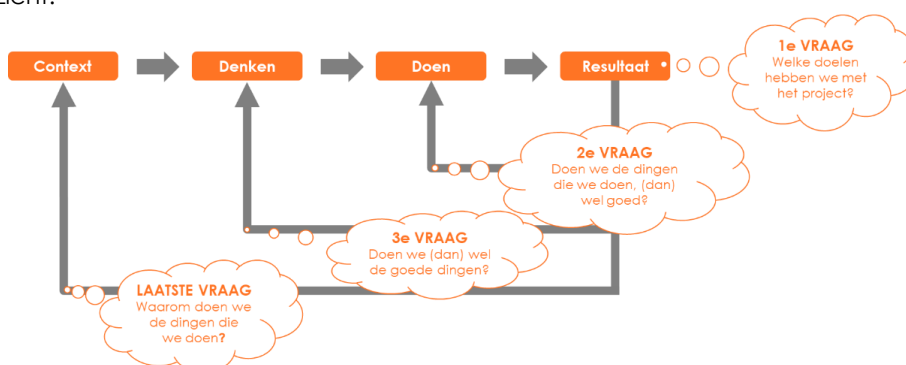 zicht.
Context
Denken
Doen
Resultaat
1e VRAAG
Welke doelen
hebben we met
het project?
2e VRAAG
Doen we de dingen
die we doen, (dan)
wel goed?
3e VRAAG
Doen we (dan) wel
de goede dingen?
LAATSTE VRAAG
Waarom doen we
de dingen die
we doen?